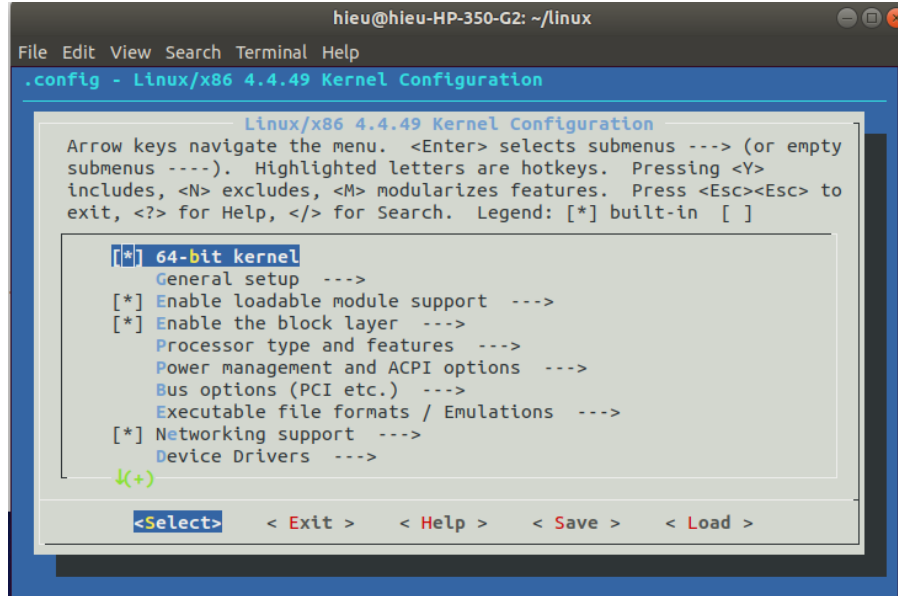 hieu@hieu-HP-350-G2: ~/linux
File Edit View Search Terminal Help
.config - Linux/x86 4.4.49 Kernel Configuration
Linux/x86 4.4.49 Kernel Configuration
Arrow keys navigate the menu.  <Enter> selects submenus ---> (or empty
submenus ----).  Highlighted letters are hotkeys.  Pressing <Y>
includes, <N> excludes, <M> modularizes features.  Press <Esc><Esc> to
exit, <?> for Help, </> for Search.  Legend: [*] built-in  [ ]
[*] 64-bit kernel
General setup  --->
[*] Enable loadable module support  --->
[*] Enable the block layer  --->
Processor type and features  --->
Power management and ACPI options  --->
Bus options (PCI etc.)  --->
Executable file formats / Emulations  --->
[*] Networking support  --->
Device Drivers  --->
↓(+)
<Select>    < Exit >    < Help >    < Save >    < Load >